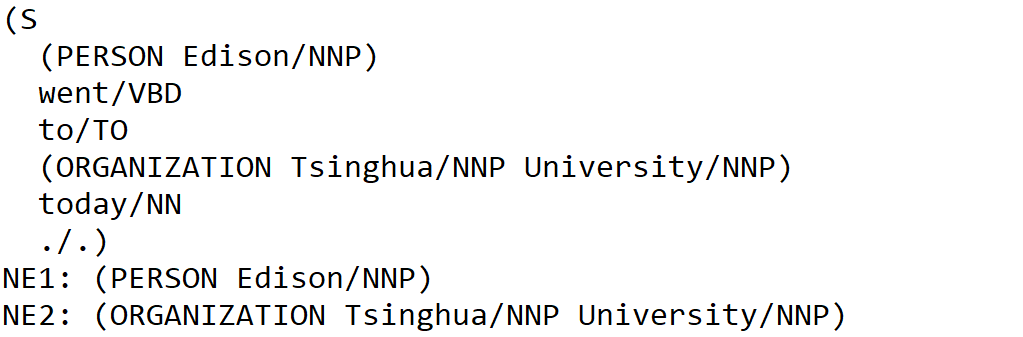 (S
  (PERSON Edison/NNP)
  went/VBD
  to/TO
  (ORGANIZATION Tsinghua/NNP University/NNP)
  today/NN
  ./.)
NE1: (PERSON Edison/NNP)
NE2: (ORGANIZATION Tsinghua/NNP University/NNP)